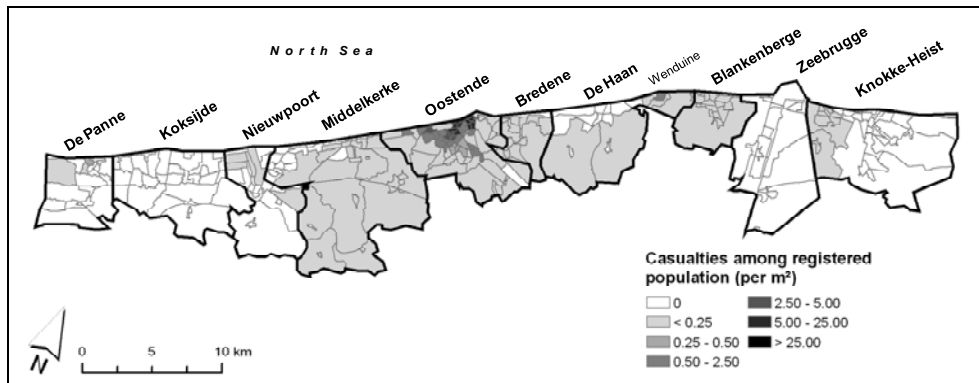 North Sea
De Panne
Koksijde
Nieuwpoort
Middelkerke
Oostende
Bredene
De Haan
Wenduine
Blankenberge
Zeebrugge
Knokke-Heist
Casualties among registered
population (per m²)
0
< 0.25
0.25 - 0.50
0.50 - 2.50
2.50 - 5.00
5.00 - 25.00
> 25.00
N
0 5 10 km